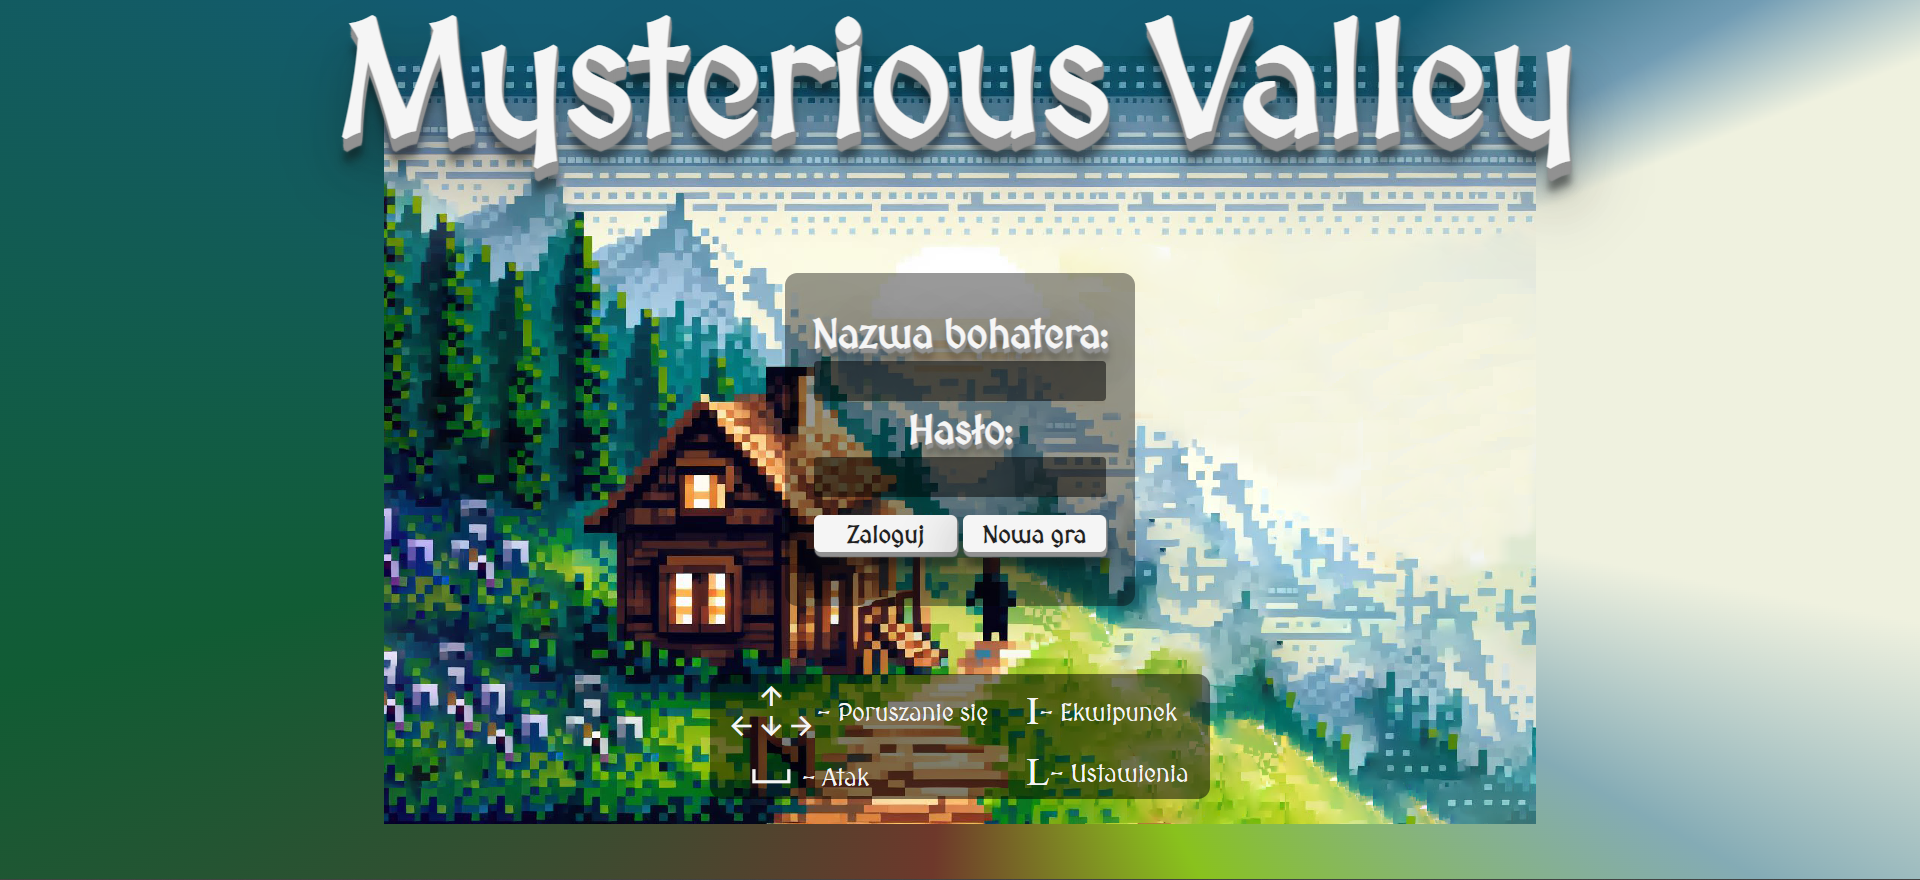 Mysterious Valley
Nazwa bohatera:
Hasło:
Zaloguj Nowa gra
↑
← ↓ → - Poruszanie się
I - Ekwipunek
- Atak
L - Ustawienia